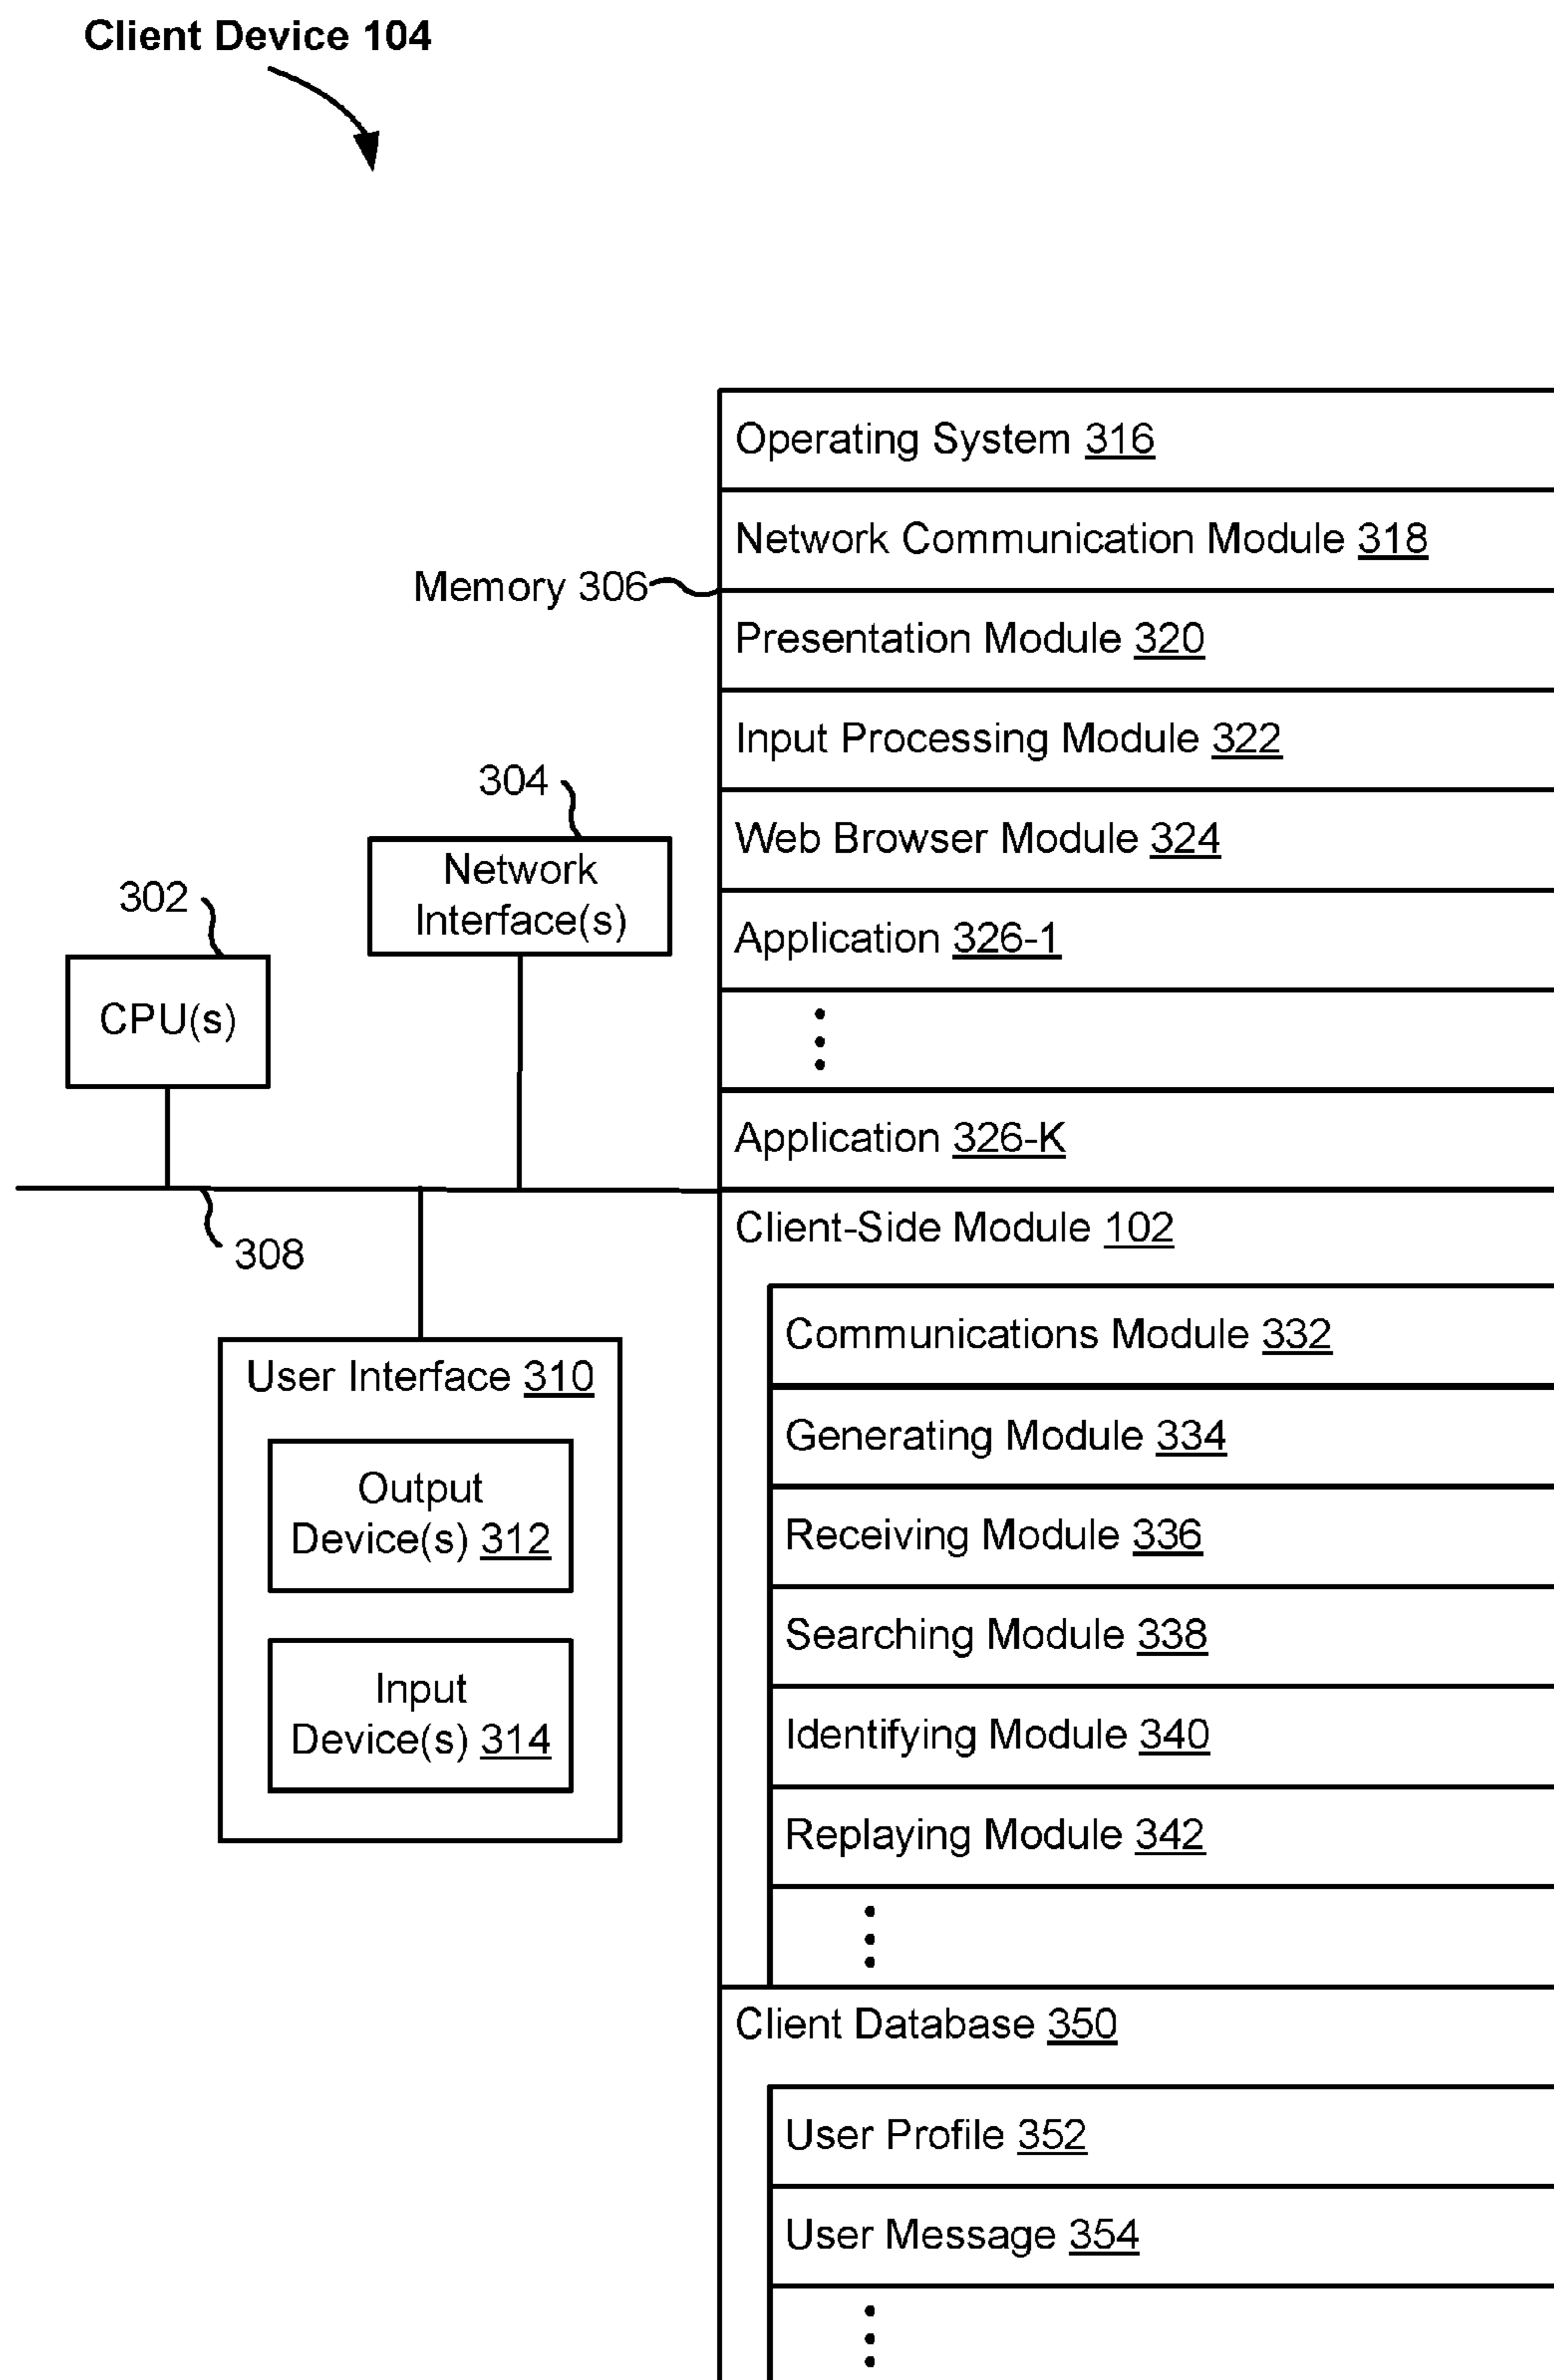 Client Device 104
Operating System 316
Network Communication Module 318
Memory 306
Presentation Module 320
Input Processing Module 322
304
Network
Interface(s)
Web Browser Module 324
302
CPU(s)
Application 326-1
Application 326-K
308
Client-Side Module 102
Communications Module 332
User Interface 310
Generating Module 334
Output
Device(s) 312
Receiving Module 336
Searching Module 338
Input
Device(s) 314
Identifying Module 340
Replaying Module 342
Client Database 350
User Profile 352
User Message 354